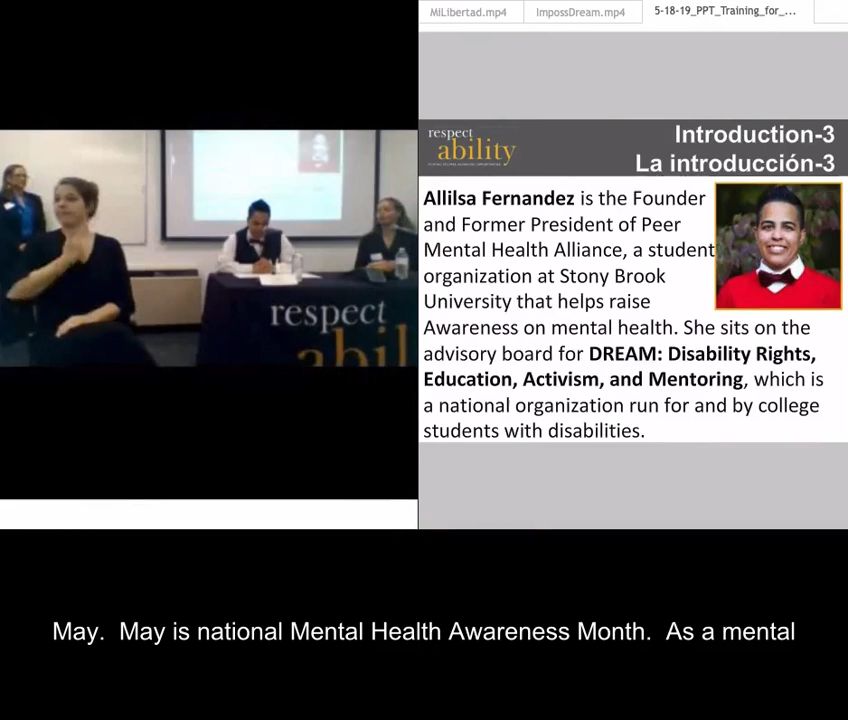 MiLibertad.mp4
ImpossDream.mp4
5-18-19_PPT_Training_for_...
respect
ability
Introduction-3
La introducción-3
Allilsa Fernandez is the Founder
and Former President of Peer
Mental Health Alliance, a student
organization at Stony Brook
University that helps raise
Awareness on mental health. She sits on the
advisory board for DREAM: Disability Rights,
Education, Activism, and Mentoring, which is
a national organization run for and by college
students with disabilities.
respect
abil
May.  May is national Mental Health Awareness Month.  As a mental